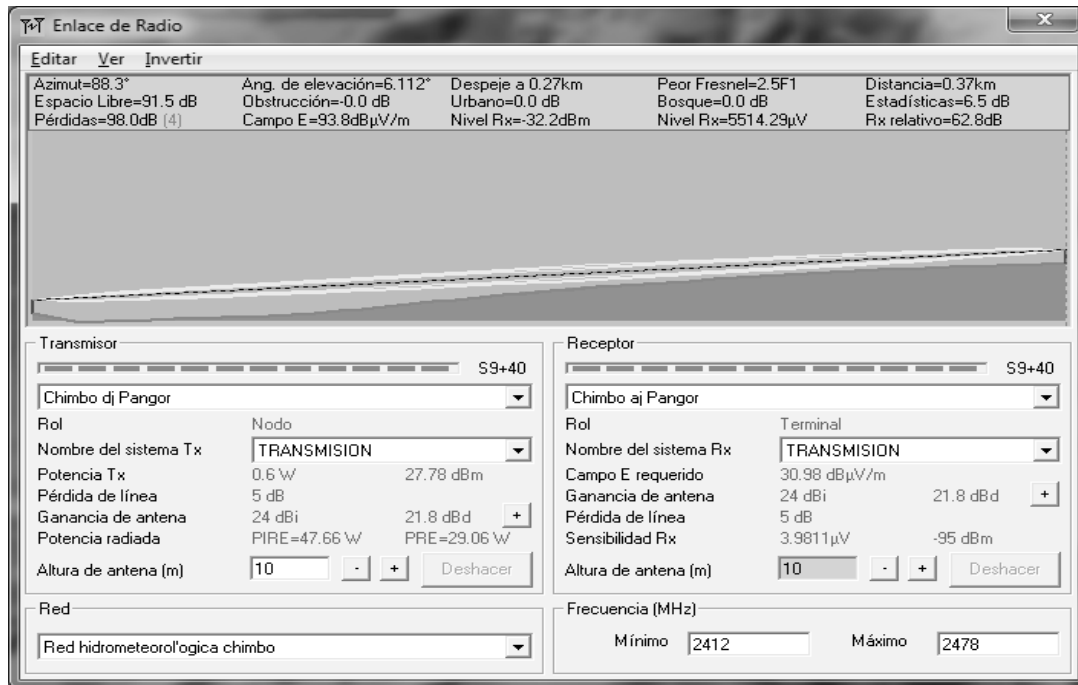 Enlace de Radio
Editar Ver Invertir
Azimut=88.3° Ang. de elevación=6.112° Despeje a 0.27km Peor Fresnel=2.5F1 Distancia=0.37km
Espacio Libre=91.5 dB Obstrucción=-0.0 dB Urbano=0.0 dB Bosque=0.0 dB Estadísticas=6.5 dB
Pérdidas=98.0dB (4) Campo E=93.8dBµV/m Nivel Rx=-32.2dBm Nivel Rx=5514.29µV Rx relativo=62.8dB
Transmisor
S9+40
Chimbo dj Pangor
Rol Nodo
Nombre del sistema Tx TRANSMISION
Potencia Tx 0.6 W 27.78 dBm
Pérdida de línea 5 dB
Ganancia de antena 24 dBi 21.8 dBd +
Potencia radiada PIRE=47.66 W PRE=29.06 W
Altura de antena (m) 10 - + Deshacer
Receptor
S9+40
Chimbo aj Pangor
Rol Terminal
Nombre del sistema Rx TRANSMISION
Campo E requerido 30.98 dBµV/m
Ganancia de antena 24 dBi 21.8 dBd +
Pérdida de línea 5 dB
Sensibilidad Rx 3.9811µV -95 dBm
Altura de antena (m) 10 - + Deshacer
Red
Red hidrometeorol'ogica chimbo
Frecuencia (MHz)
Mínimo 2412 Máximo 2478